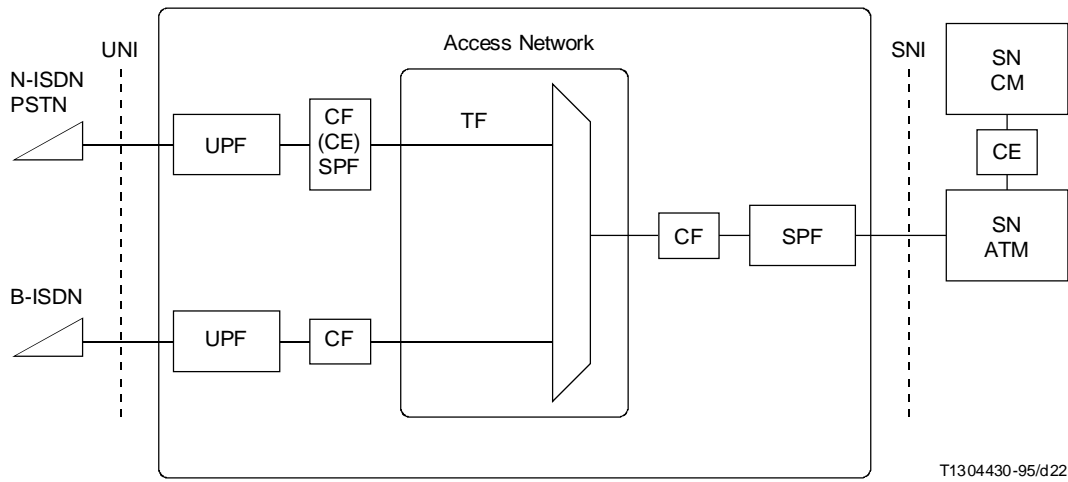 Access Network
UNI
SNI
SN
CM
N-ISDN
PSTN
UPF
CF
(CE)
SPF
TF
CE
CF
SPF
SN
ATM
B-ISDN
UPF
CF
T1304430-95/d22